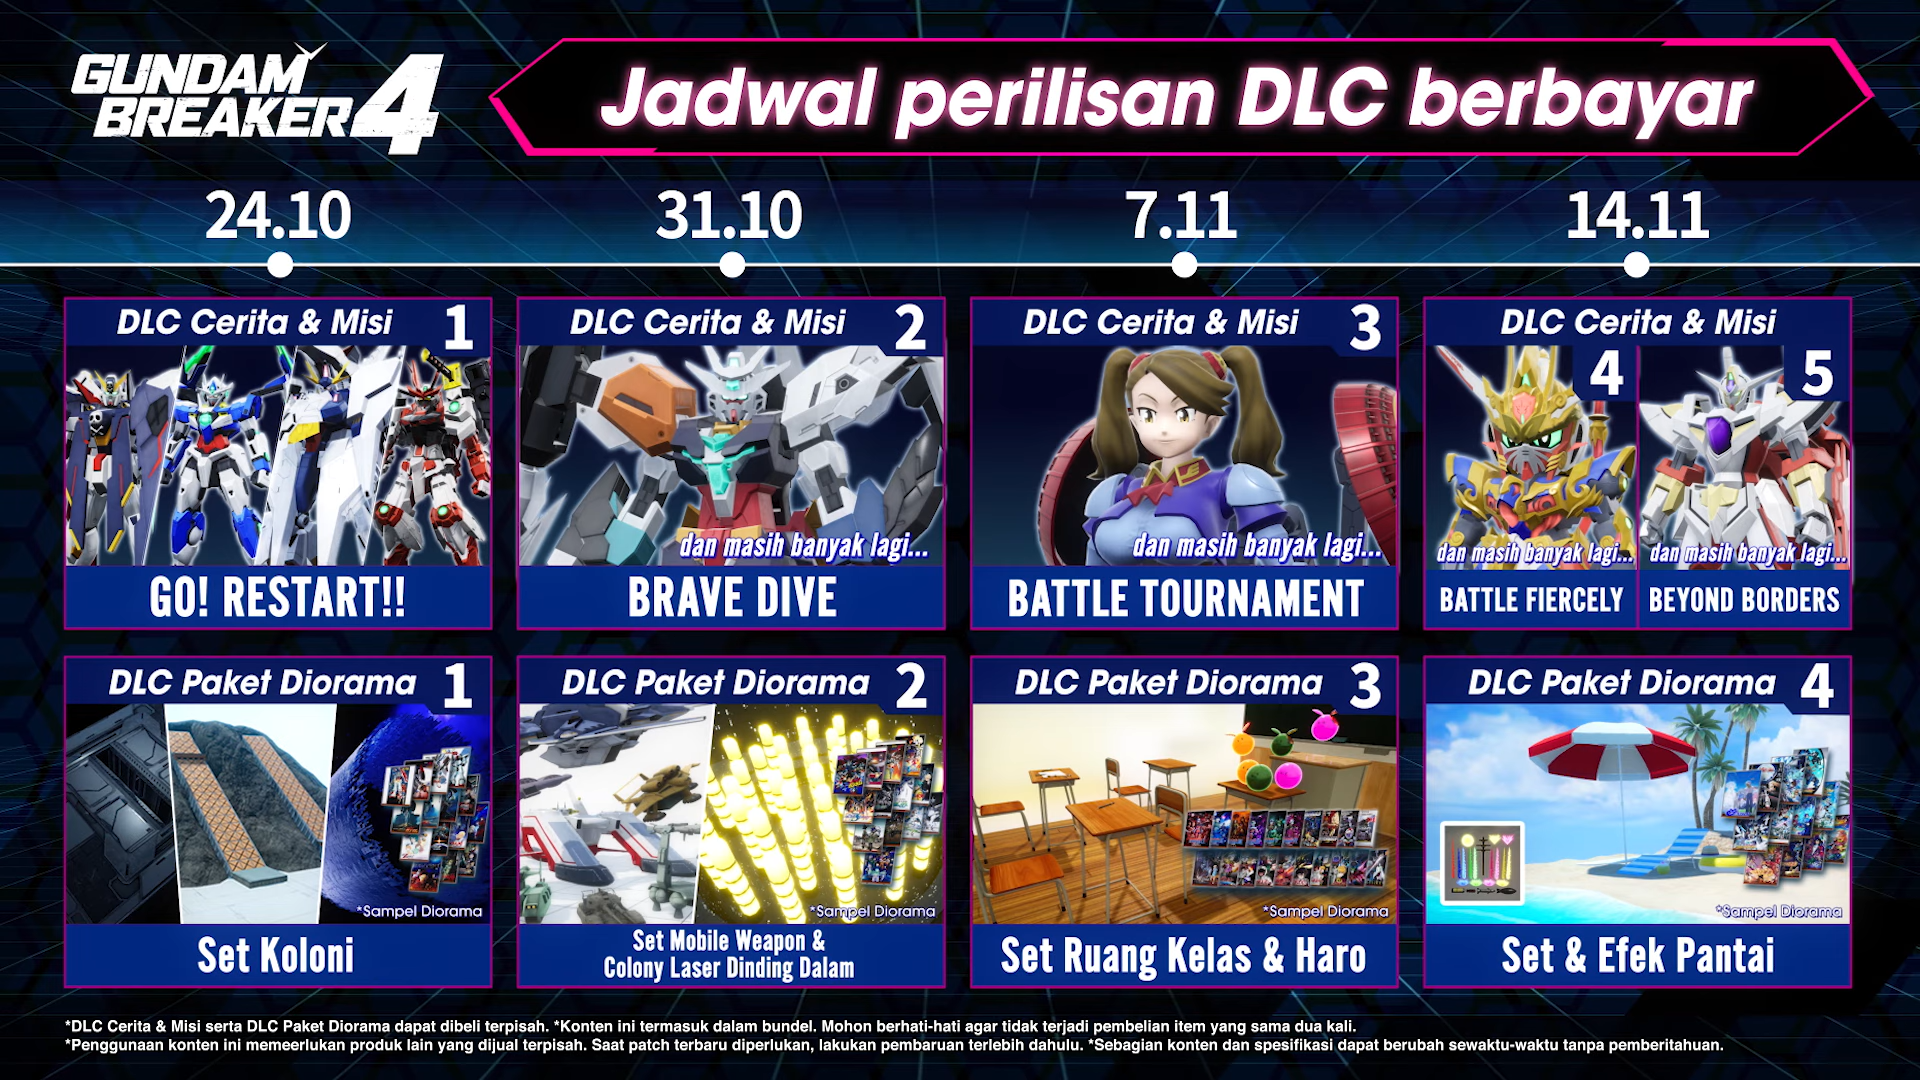 GUNDAM
BREAKER 4
Jadwal perilisan DLC berbayar
24.10
31.10
7.11
14.11
DLC Cerita & Misi 1
GO! RESTART!!
DLC Cerita & Misi 2
dan masih banyak lagi...
BRAVE DIVE
DLC Cerita & Misi 3
dan masih banyak lagi...
BATTLE TOURNAMENT
DLC Cerita & Misi
4
dan masih banyak lagi...
BATTLE FIERCELY
5
dan masih banyak lagi...
BEYOND BORDERS
DLC Paket Diorama 1
*Sampel Diorama
Set Koloni
DLC Paket Diorama 2
*Sampel Diorama
Set Mobile Weapon &
Colony Laser Dinding Dalam
DLC Paket Diorama 3
*Sampel Diorama
Set Ruang Kelas & Haro
DLC Paket Diorama 4
*Sampel Diorama
Set & Efek Pantai
*DLC Cerita & Misi serta DLC Paket Diorama dapat dibeli terpisah. *Konten ini termasuk dalam bundel. Mohon berhati-hati agar tidak terjadi pembelian item yang sama dua kali.
*Penggunaan konten ini memeerlukan produk lain yang dijual terpisah. Saat patch terbaru diperlukan, lakukan pembaruan terlebih dahulu. *Sebagian konten dan spesifikasi dapat berubah sewaktu-waktu tanpa pemberitahuan.